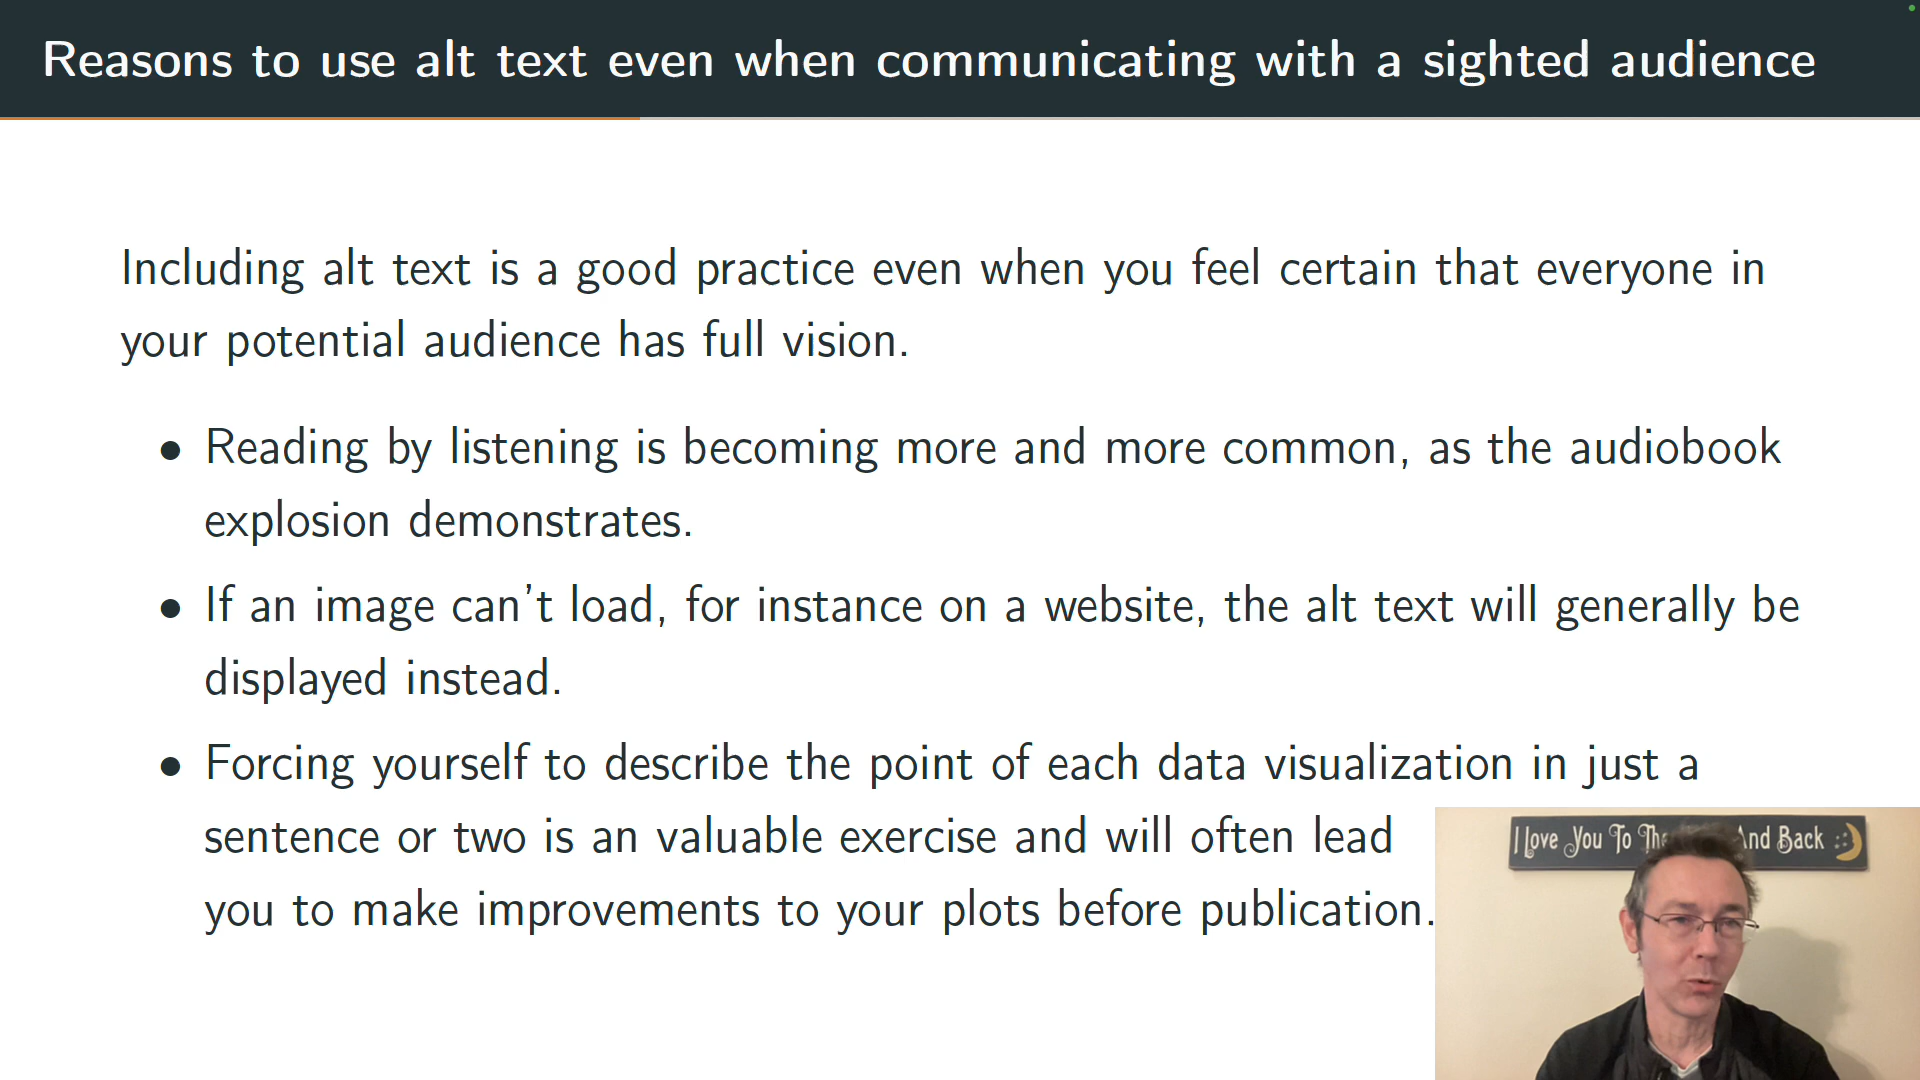 Reasons to use alt text even when communicating with a sighted audience
Including alt text is a good practice even when you feel certain that everyone in
your potential audience has full vision.
• Reading by listening is becoming more and more common, as the audiobook
explosion demonstrates.
• If an image can't load, for instance on a website, the alt text will generally be
displayed instead.
• Forcing yourself to describe the point of each data visualization in just a
sentence or two is an valuable exercise and will often lead
you to make improvements to your plots before publication.
I love You To The And Back